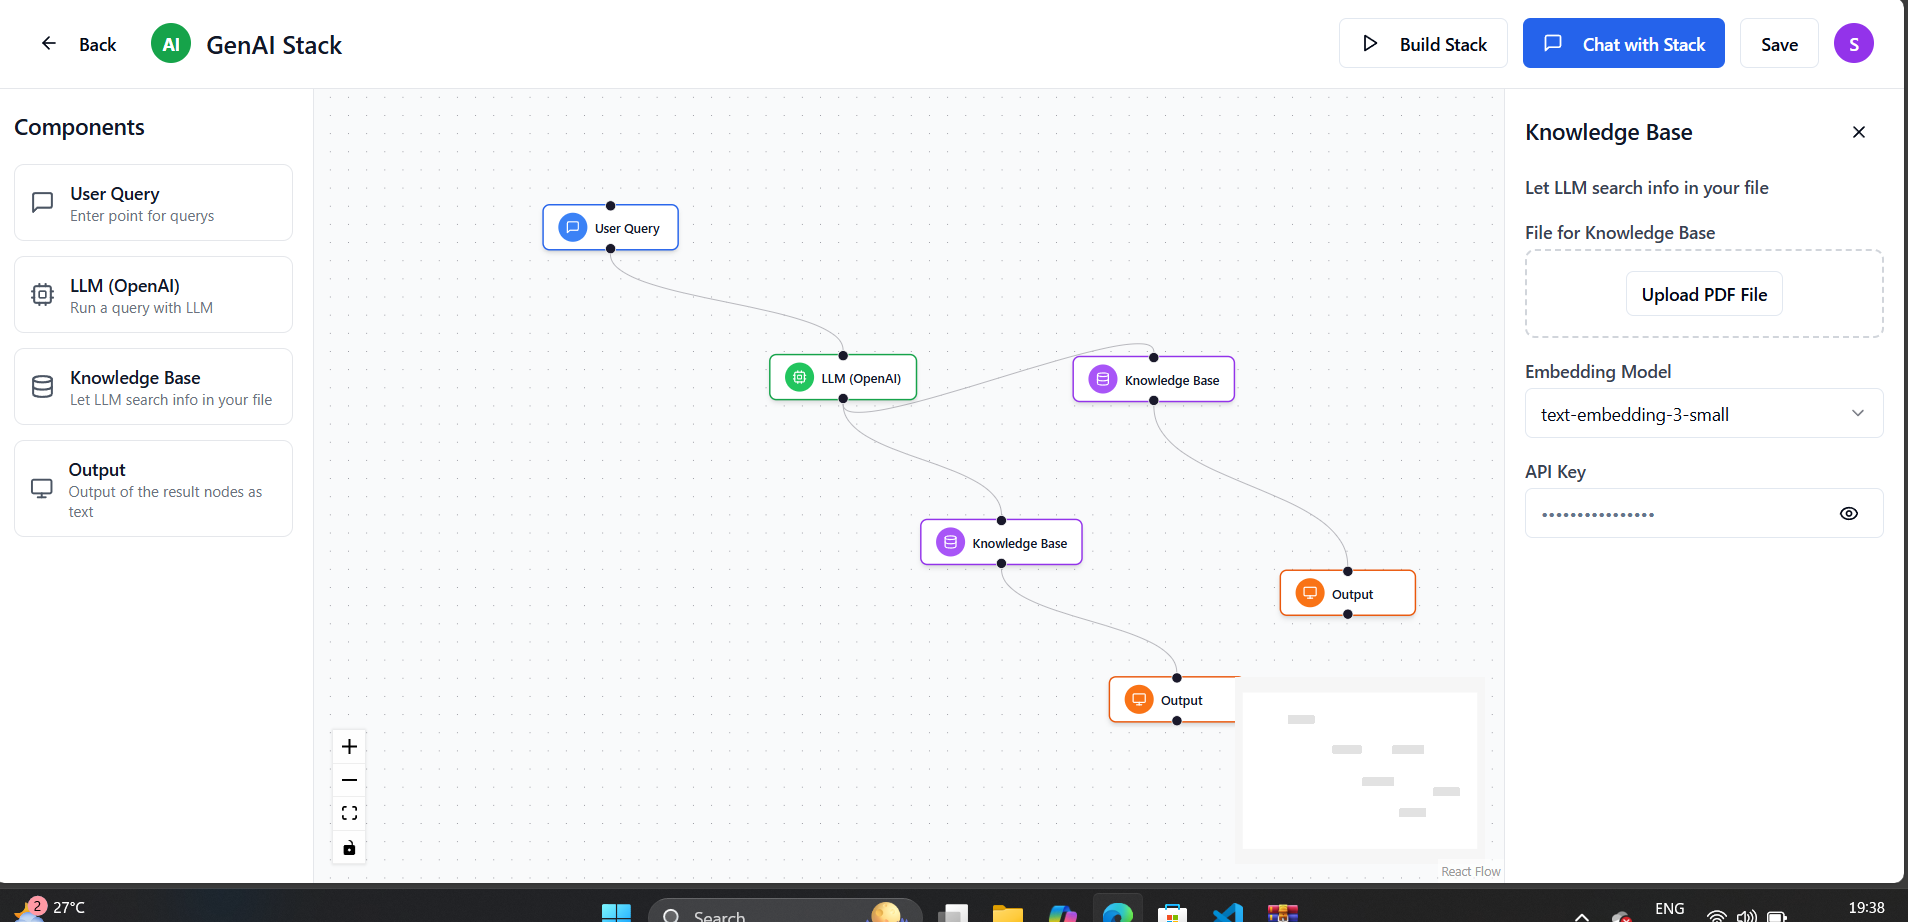 Back
AI
GenAI Stack
Build Stack
Chat with Stack
Save
S
Components
User Query
Enter point for querys
LLM (OpenAI)
Run a query with LLM
Knowledge Base
Let LLM search info in your file
Output
Output of the result nodes as
text
User Query
LLM (OpenAI)
Knowledge Base
Knowledge Base
Output
Output
React Flow
Knowledge Base
Let LLM search info in your file
File for Knowledge Base
Upload PDF File
Embedding Model
text-embedding-3-small
API Key
••••••••••••••••
2
27°C
Search
ENG
19:38